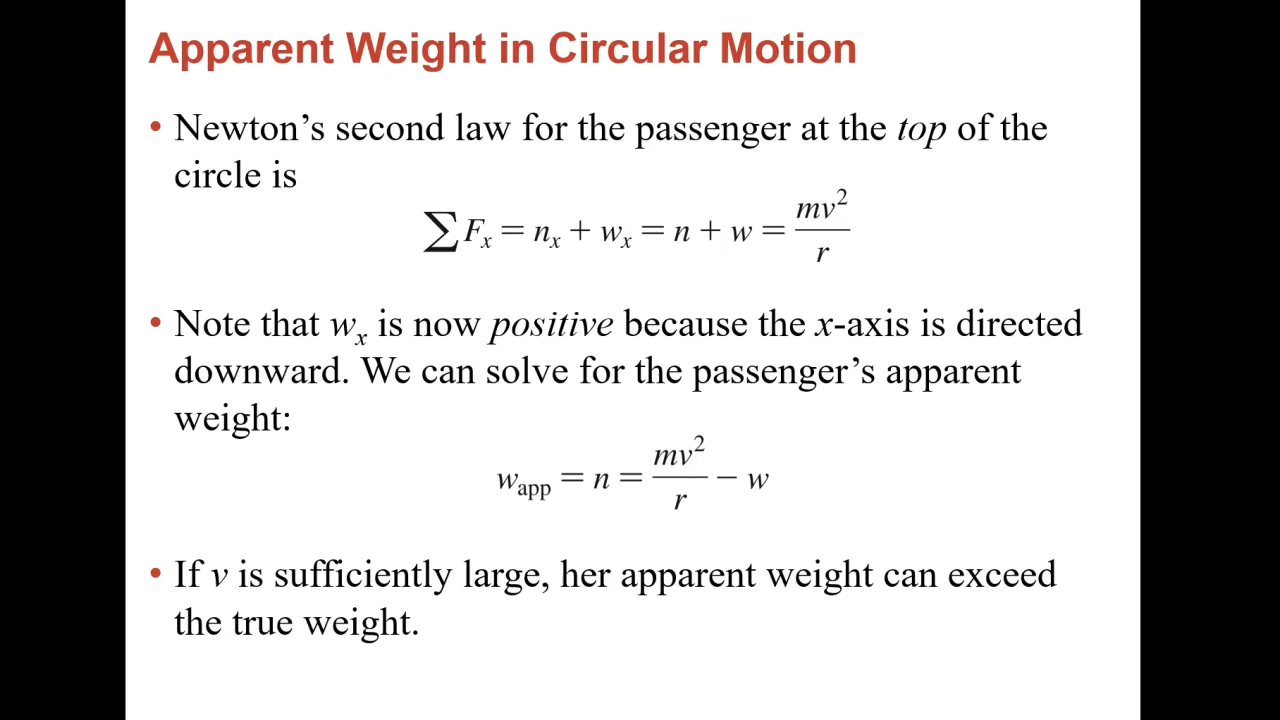 Apparent Weight in Circular Motion
• Newton’s second law for the passenger at the top of the
circle is
∑Fₓ = nₓ + wₓ = n + w = mv²/r
• Note that wₓ is now positive because the x-axis is directed
downward. We can solve for the passenger’s apparent
weight:
w_app = n = mv²/r − w
• If v is sufficiently large, her apparent weight can exceed
the true weight.